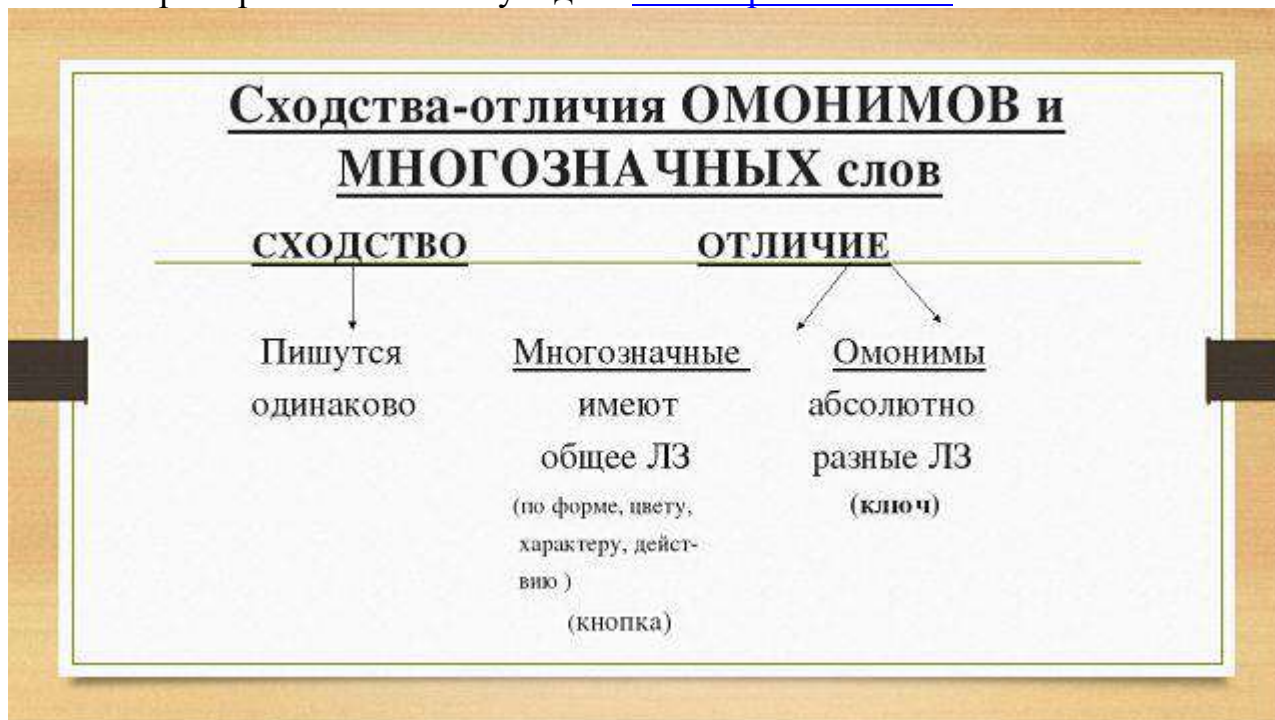 Сходства-отличия ОМОНИМОВ и
МНОГОЗНАЧНЫХ слов
СХОДСТВО ОТЛИЧИЕ
Пишутся Многозначные Омонимы
одинаково имеют абсолютно
общее ЛЗ разные ЛЗ
(по форме, цвету, (ключ)
характеру, дейст-
вию )
(кнопка)